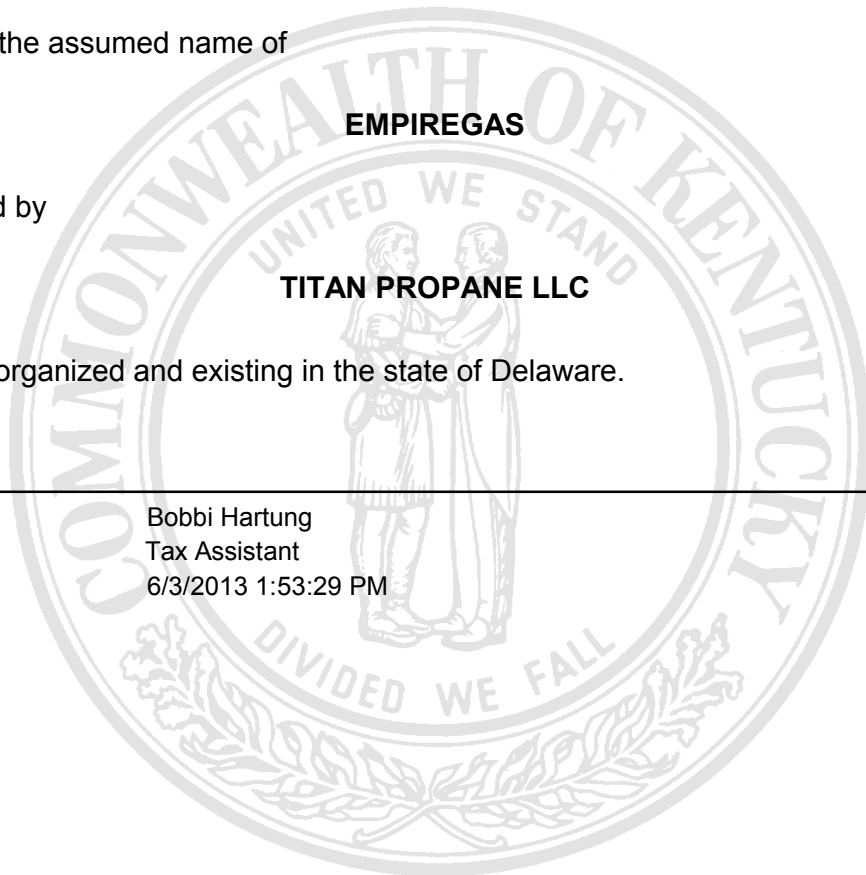 the assumed name of
EMPIREGAS
d by
TITAN PROPANE LLC
organized and existing in the state of Delaware.
Bobbi Hartung
Tax Assistant
6/3/2013 1:53:29 PM
COMMONWEALTH OF KENTUCKY
UNITED WE STAND
DIVIDED WE FALL